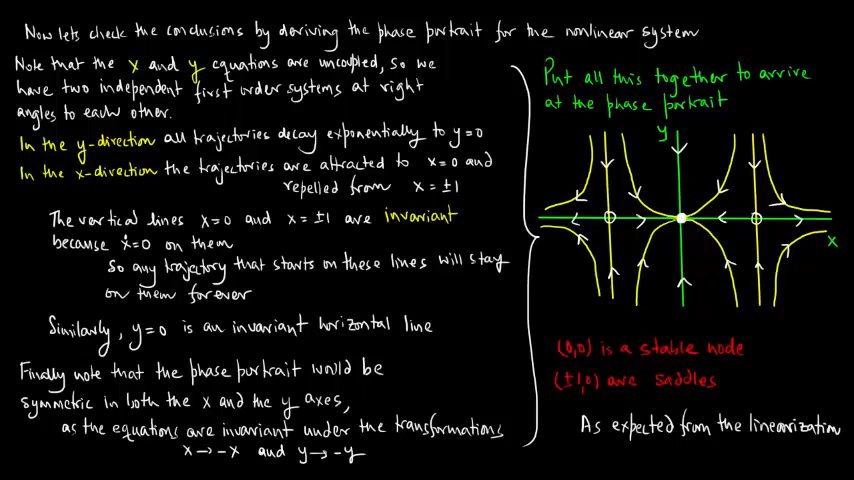 Now lets check the conclusions by deriving the phase portrait for the nonlinear system
Note that the x and y equations are uncoupled, so we
have two independent first order systems at right
angles to each other.
In the y-direction all trajectories decay exponentially to y=0
In the x-direction the trajectories are attracted to x=0 and
repelled from x=±1
The vertical lines x=0 and x=±1 are invariant
because ẋ=0 on them
So any trajectory that starts on these lines will stay
on them forever
Similarly, y=0 is an invariant horizontal line
Finally note that the phase portrait would be
symmetric in both the x and the y axes,
as the equations are invariant under the transformations
x→-x and y→-y
Put all this together to arrive
at the phase portrait
y
x
(0,0) is a stable node
(±1,0) are saddles
As expected from the linearization